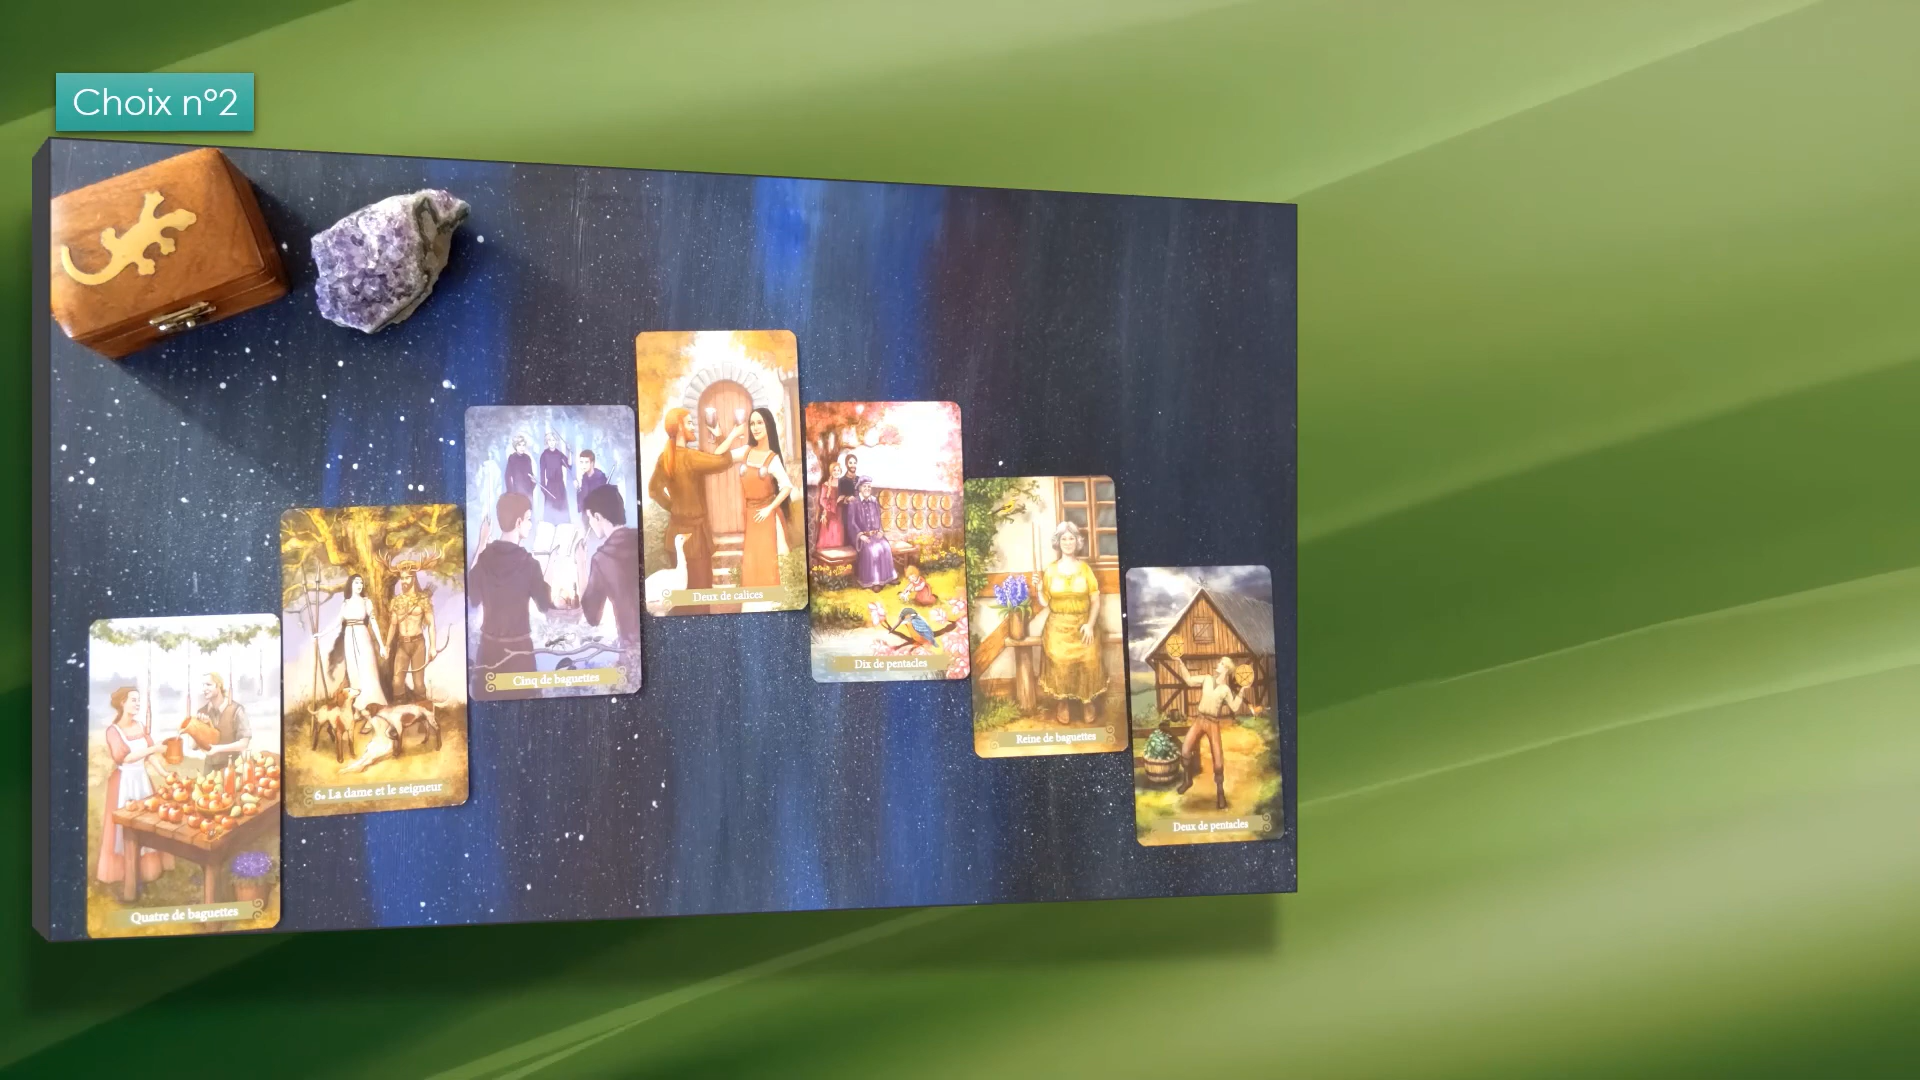 Choix n°2
Quatre de baguettes
6. La dame et le seigneur
Cinq de baguettes
Deux de calices
Dix de pentacles
Reine de baguettes
Deux de pentacles